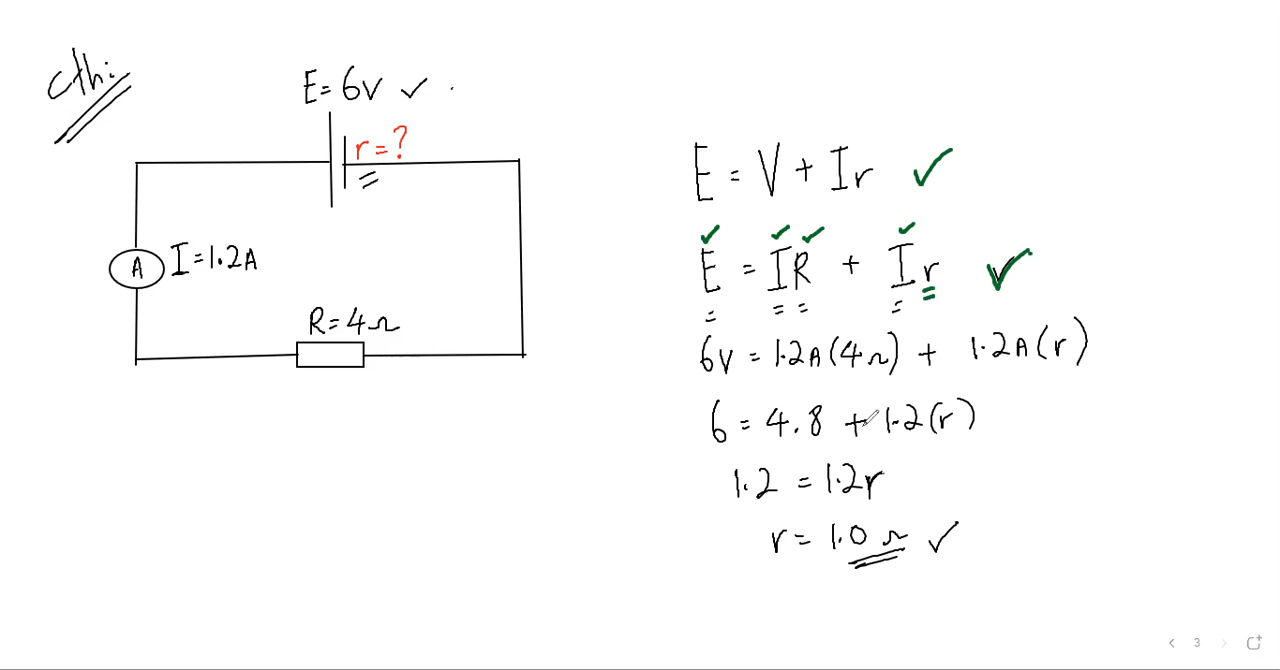 cth:
E= 6V ✓
r=?
A I=1.2A
R=4Ω
E = V + Ir ✓
E = IR + Ir ✓
6V = 1.2A(4Ω) + 1.2A(r)
6 = 4.8 + 1.2(r)
1.2 = 1.2r
r = 1.0 Ω ✓
< 3 >